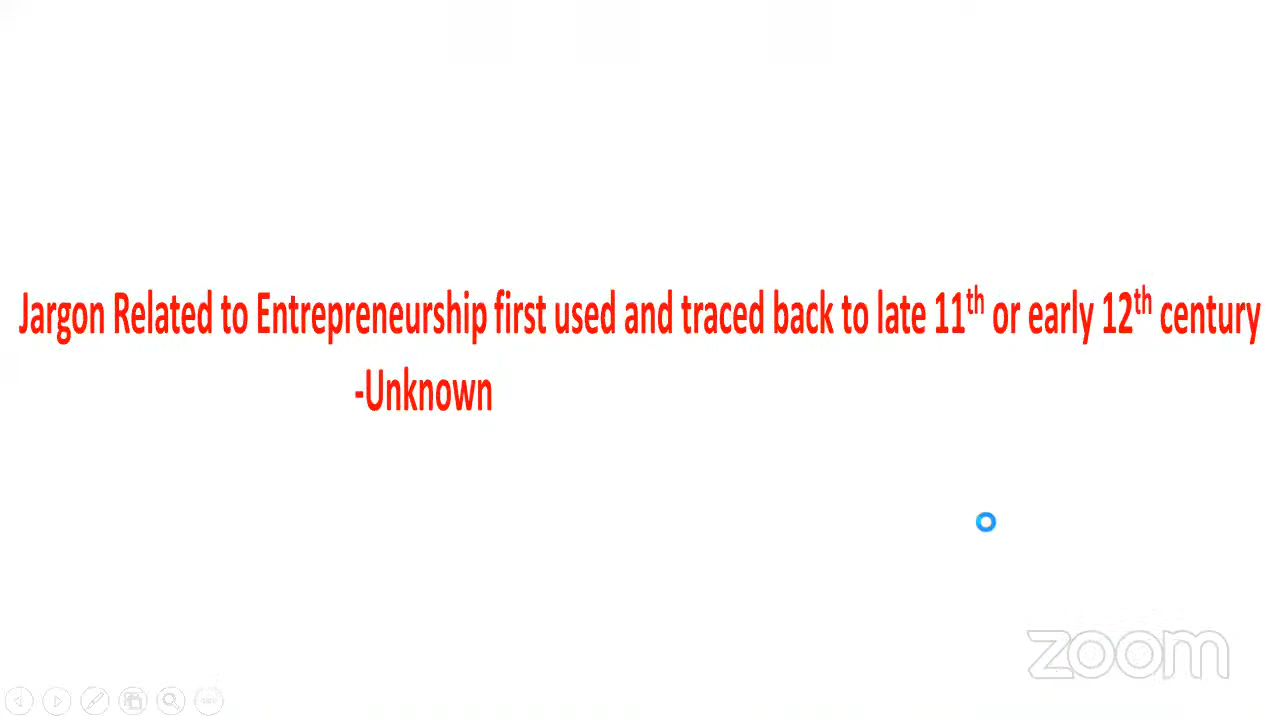 Jargon Related to Entrepreneurship first used and traced back to late 11th or early 12th century
-Unknown
zoom